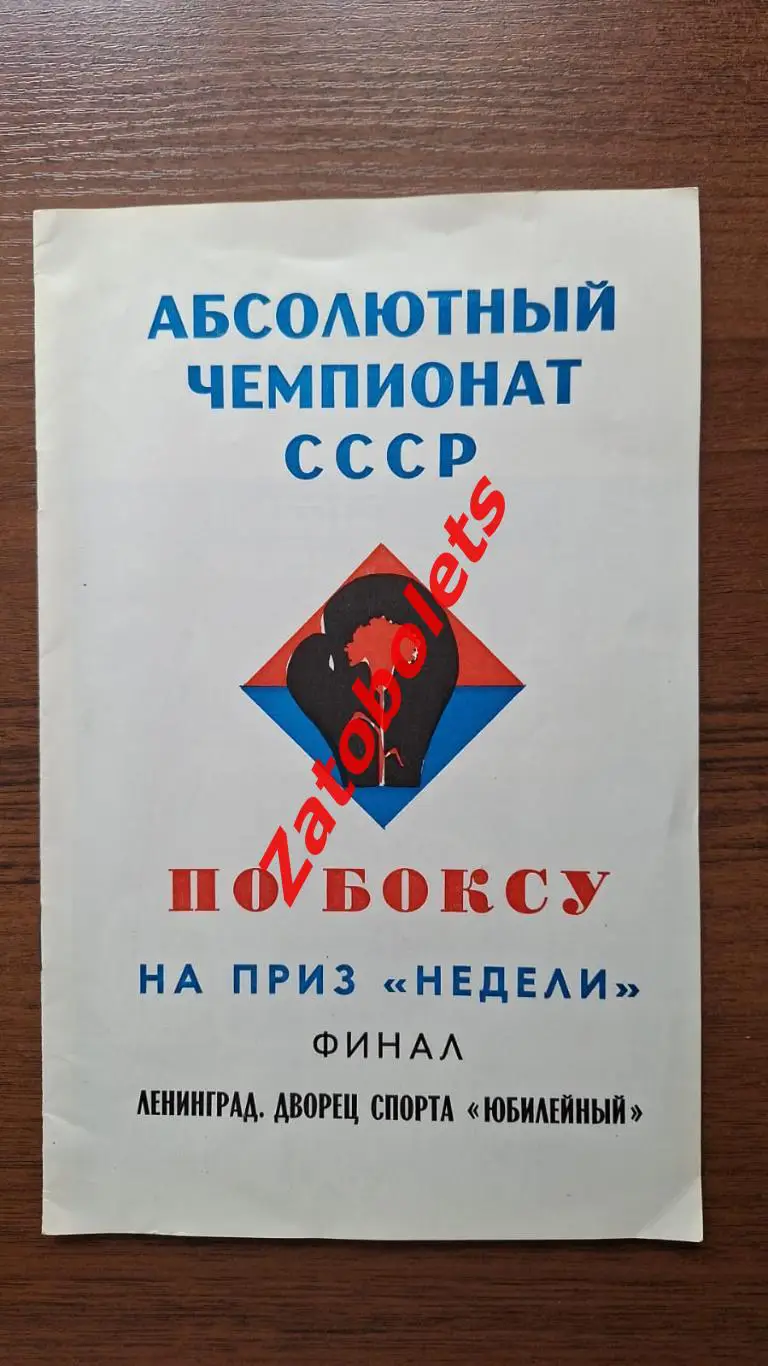 АБСОЛЮТНЫЙ
ЧЕМПИОНАТ
СССР
Zatobolets
ПО БОКСУ
НА ПРИЗ «НЕДЕЛИ»
ФИНАЛ
ЛЕНИНГРАД. ДВОРЕЦ СПОРТА «ЮБИЛЕЙНЫЙ»